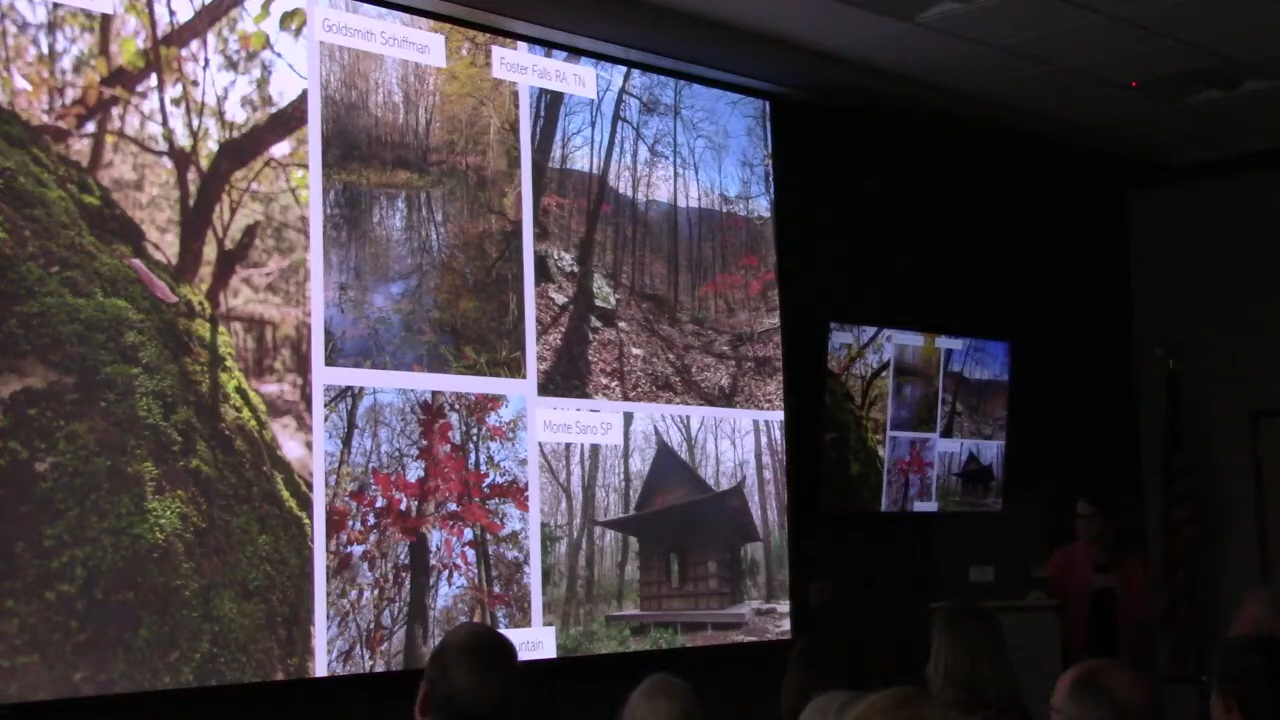 Goldsmith Schiffman
Foster Falls RA, TN
Monte Sano SP
untain